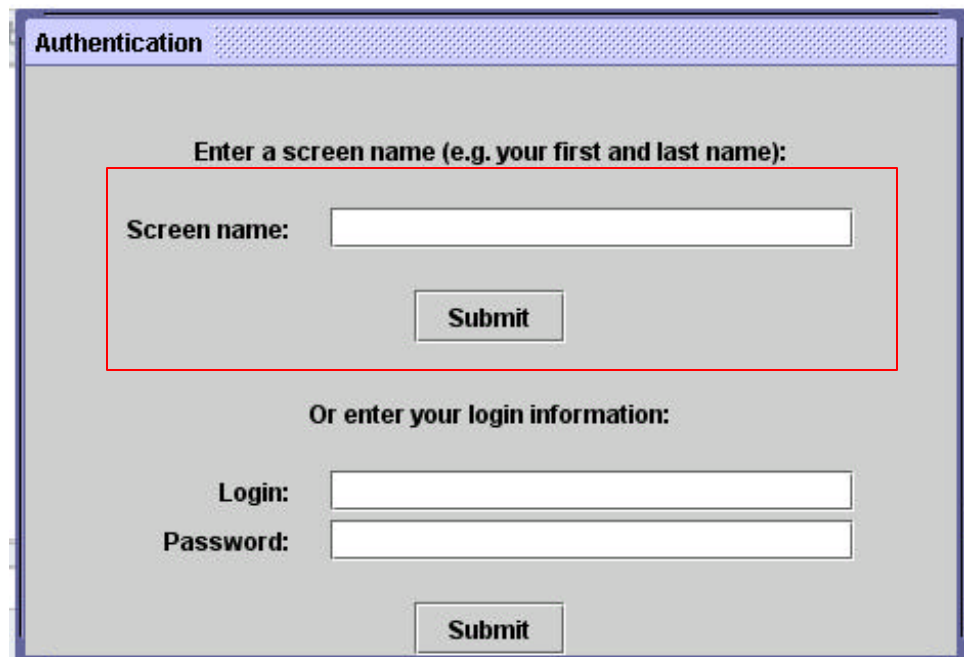 Authentication
Enter a screen name (e.g. your first and last name):
Screen name:
Submit
Or enter your login information:
Login:
Password:
Submit